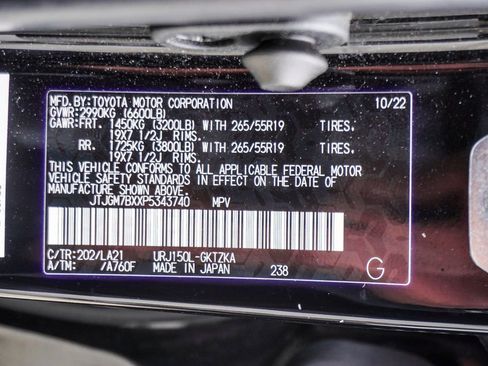 MFD.BY:TOYOTA MOTOR CORPORATION 10/22
GVWR:2990KG (6600LB)
GAWR:FRT. 1450KG (3200LB) WITH 265/55R19 TIRES,
19X7 1/2J RIMS.
RR. 1725KG (3800LB) WITH 265/55R19 TIRES,
19X7 1/2J RIMS.
THIS VEHICLE CONFORMS TO ALL APPLICABLE FEDERAL MOTOR
VEHICLE SAFETY STANDARDS IN EFFECT ON THE DATE OF
MANUFACTURE SHOWN ABOVE.
JTJGM7BXXP5343740 MPV
C/TR:202/LA21 URJ150L-GKTZKA
A/TM: /A760F MADE IN JAPAN 238 G